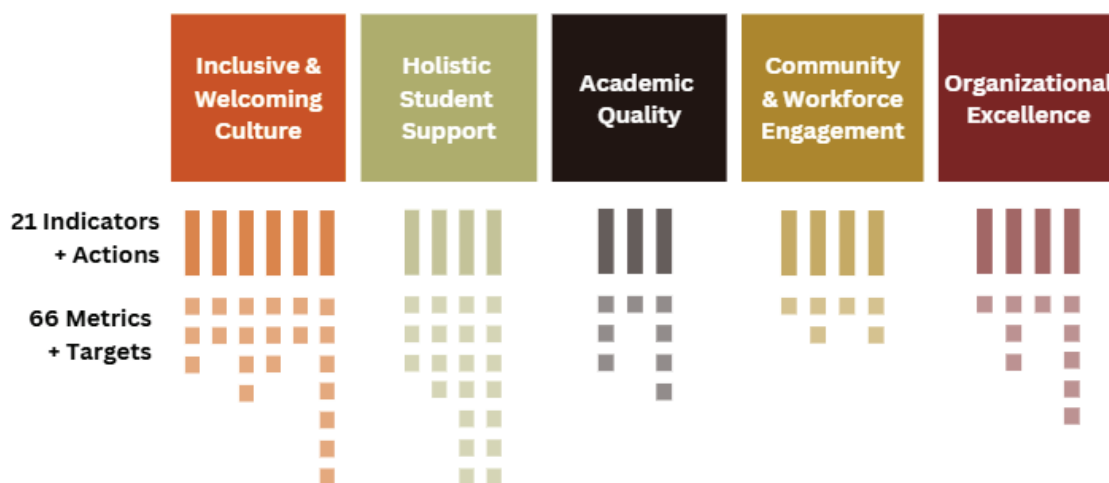 Inclusive &
Welcoming
Culture
Holistic
Student
Support
Academic
Quality
Community
& Workforce
Engagement
Organizational
Excellence
21 Indicators
+ Actions
66 Metrics
+ Targets